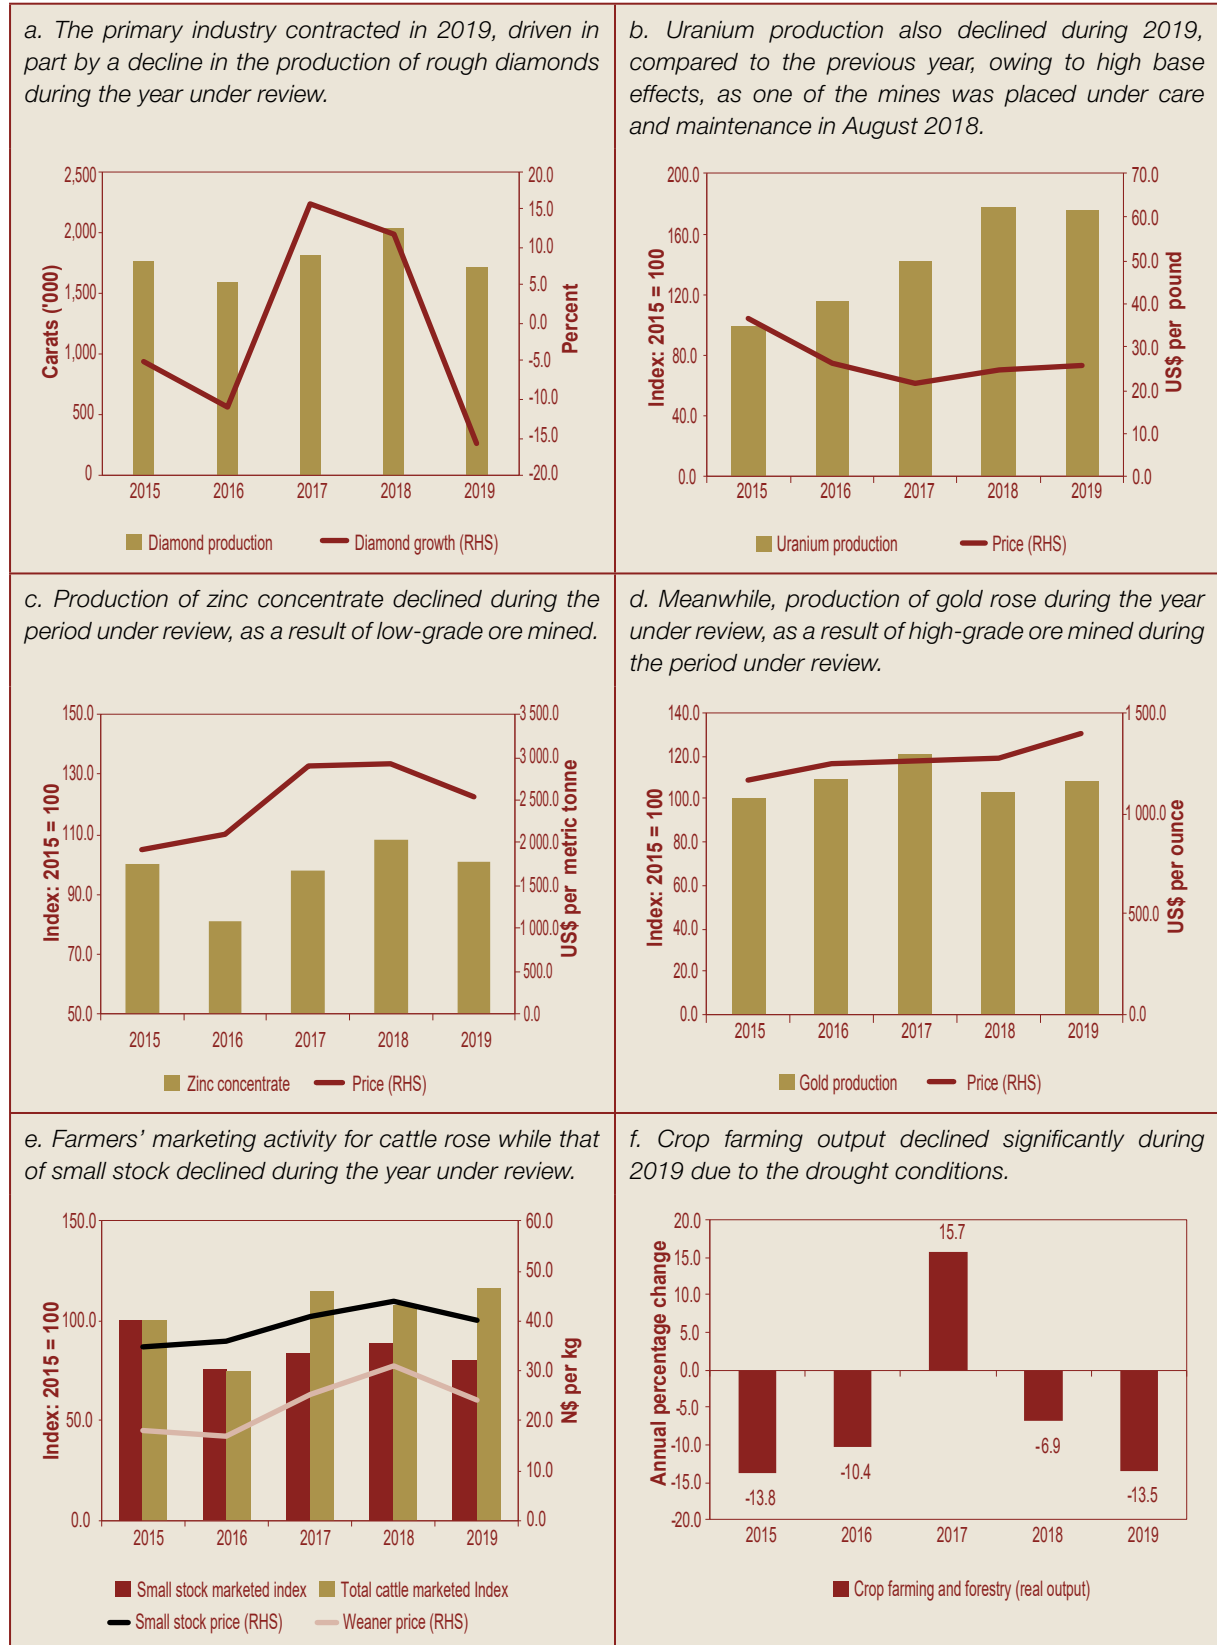 a. The primary industry contracted in 2019, driven in
part by a decline in the production of rough diamonds
during the year under review.
2,500
2,000
1,500
1,000
500
0
Carats ('000)
20.0
15.0
10.0
5.0
0.0
-5.0
-10.0
-15.0
-20.0
Percent
2015 2016 2017 2018 2019
Diamond production Diamond growth (RHS)
b. Uranium production also declined during 2019,
compared to the previous year, owing to high base
effects, as one of the mines was placed under care
and maintenance in August 2018.
200.0
160.0
120.0
80.0
40.0
0.0
Index: 2015 = 100
70.0
60.0
50.0
40.0
30.0
20.0
10.0
0.0
US$ per pound
2015 2016 2017 2018 2019
Uranium production Price (RHS)
c. Production of zinc concentrate declined during the
period under review, as a result of low-grade ore mined.
150.0
130.0
110.0
90.0
70.0
50.0
Index: 2015 = 100
3 500.0
3 000.0
2 500.0
2 000.0
1 500.0
1 000.0
500.0
0.0
US$ per metric tonne
2015 2016 2017 2018 2019
Zinc concentrate Price (RHS)
d. Meanwhile, production of gold rose during the year
under review, as a result of high-grade ore mined during
the period under review.
140.0
120.0
100.0
80.0
60.0
40.0
20.0
0.0
Index: 2015 = 100
1 500.0
1 000.0
500.0
0.0
US$ per ounce
2015 2016 2017 2018 2019
Gold production Price (RHS)
e. Farmers’ marketing activity for cattle rose while that
of small stock declined during the year under review.
150.0
100.0
50.0
0.0
Index: 2015 = 100
60.0
50.0
40.0
30.0
20.0
10.0
0.0
N$ per kg
2015 2016 2017 2018 2019
Small stock marketed index Total cattle marketed Index
Small stock price (RHS) Weaner price (RHS)
f. Crop farming output declined significantly during
2019 due to the drought conditions.
20.0
15.0
10.0
5.0
0.0
-5.0
-10.0
-15.0
-20.0
Annual percentage change
15.7
-6.9
-10.4
-13.8
-13.5
2015 2016 2017 2018 2019
Crop farming and forestry (real output)